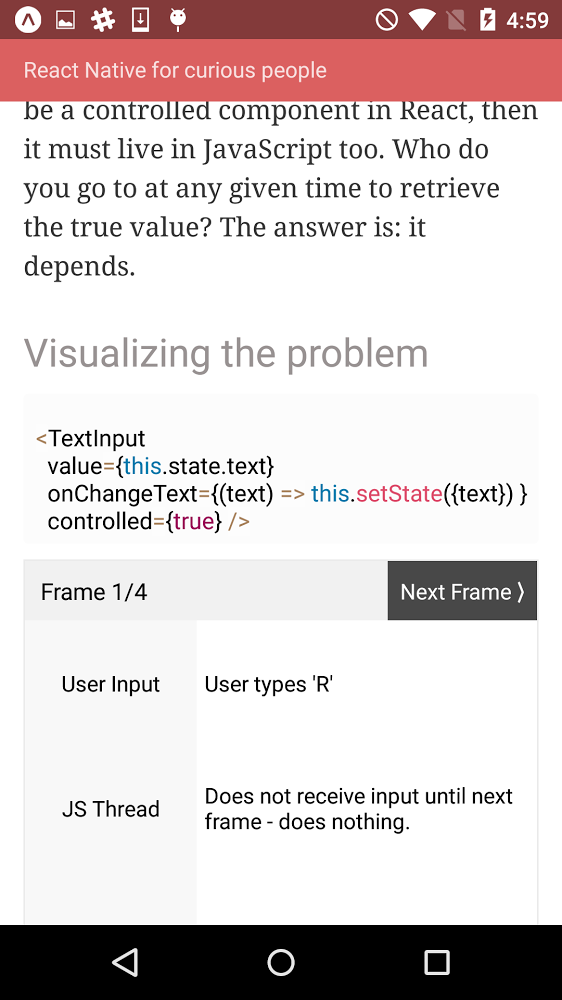 4:59
React Native for curious people
be a controlled component in React, then
it must live in JavaScript too. Who do
you go to at any given time to retrieve
the true value? The answer is: it
depends.
Visualizing the problem
<TextInput
value={this.state.text}
onChangeText={(text) => this.setState({text}) }
controlled={true} />
Frame 1/4
Next Frame ⟩
User Input
User types 'R'
JS Thread
Does not receive input until next
frame - does nothing.